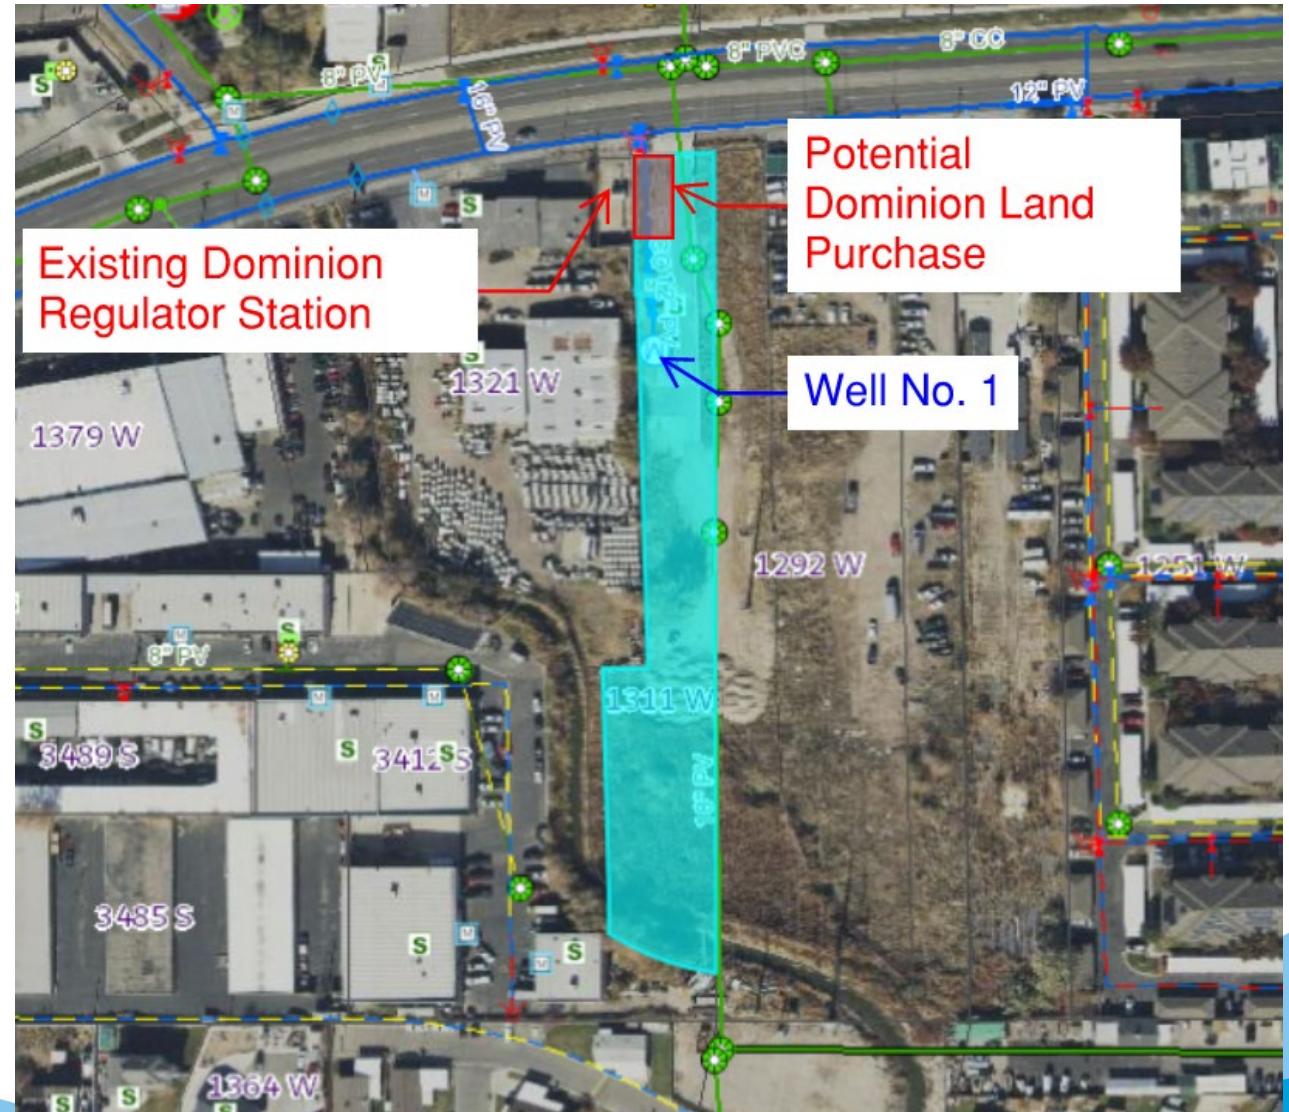 8" PVC
8" CC
8" PV
16" PV
12" PV
Potential
Dominion Land
Purchase
Existing Dominion
Regulator Station
Well No. 1
1321 W
1379 W
1292 W
1251 W
8" PV
1311 W
3489 S
3412 S
18" PV
3485 S
1364 W
S
S
S
S
S
S
S
S
S
S
S
S
S
M
M
M
M
M
M
M
M